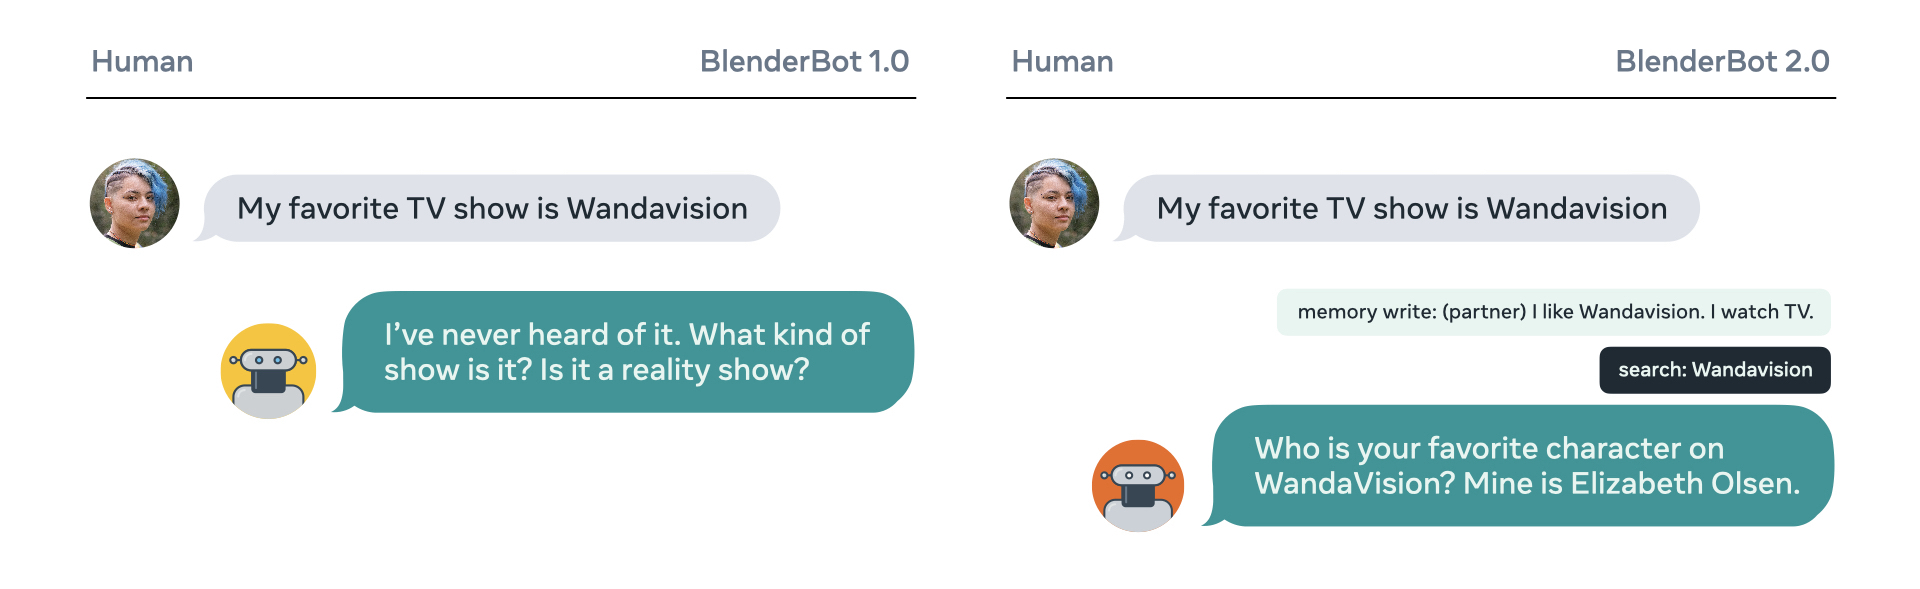 Human
BlenderBot 1.0
My favorite TV show is Wandavision
I’ve never heard of it. What kind of
show is it? Is it a reality show?
Human
BlenderBot 2.0
My favorite TV show is Wandavision
memory write: (partner) I like Wandavision. I watch TV.
search: Wandavision
Who is your favorite character on
WandaVision? Mine is Elizabeth Olsen.